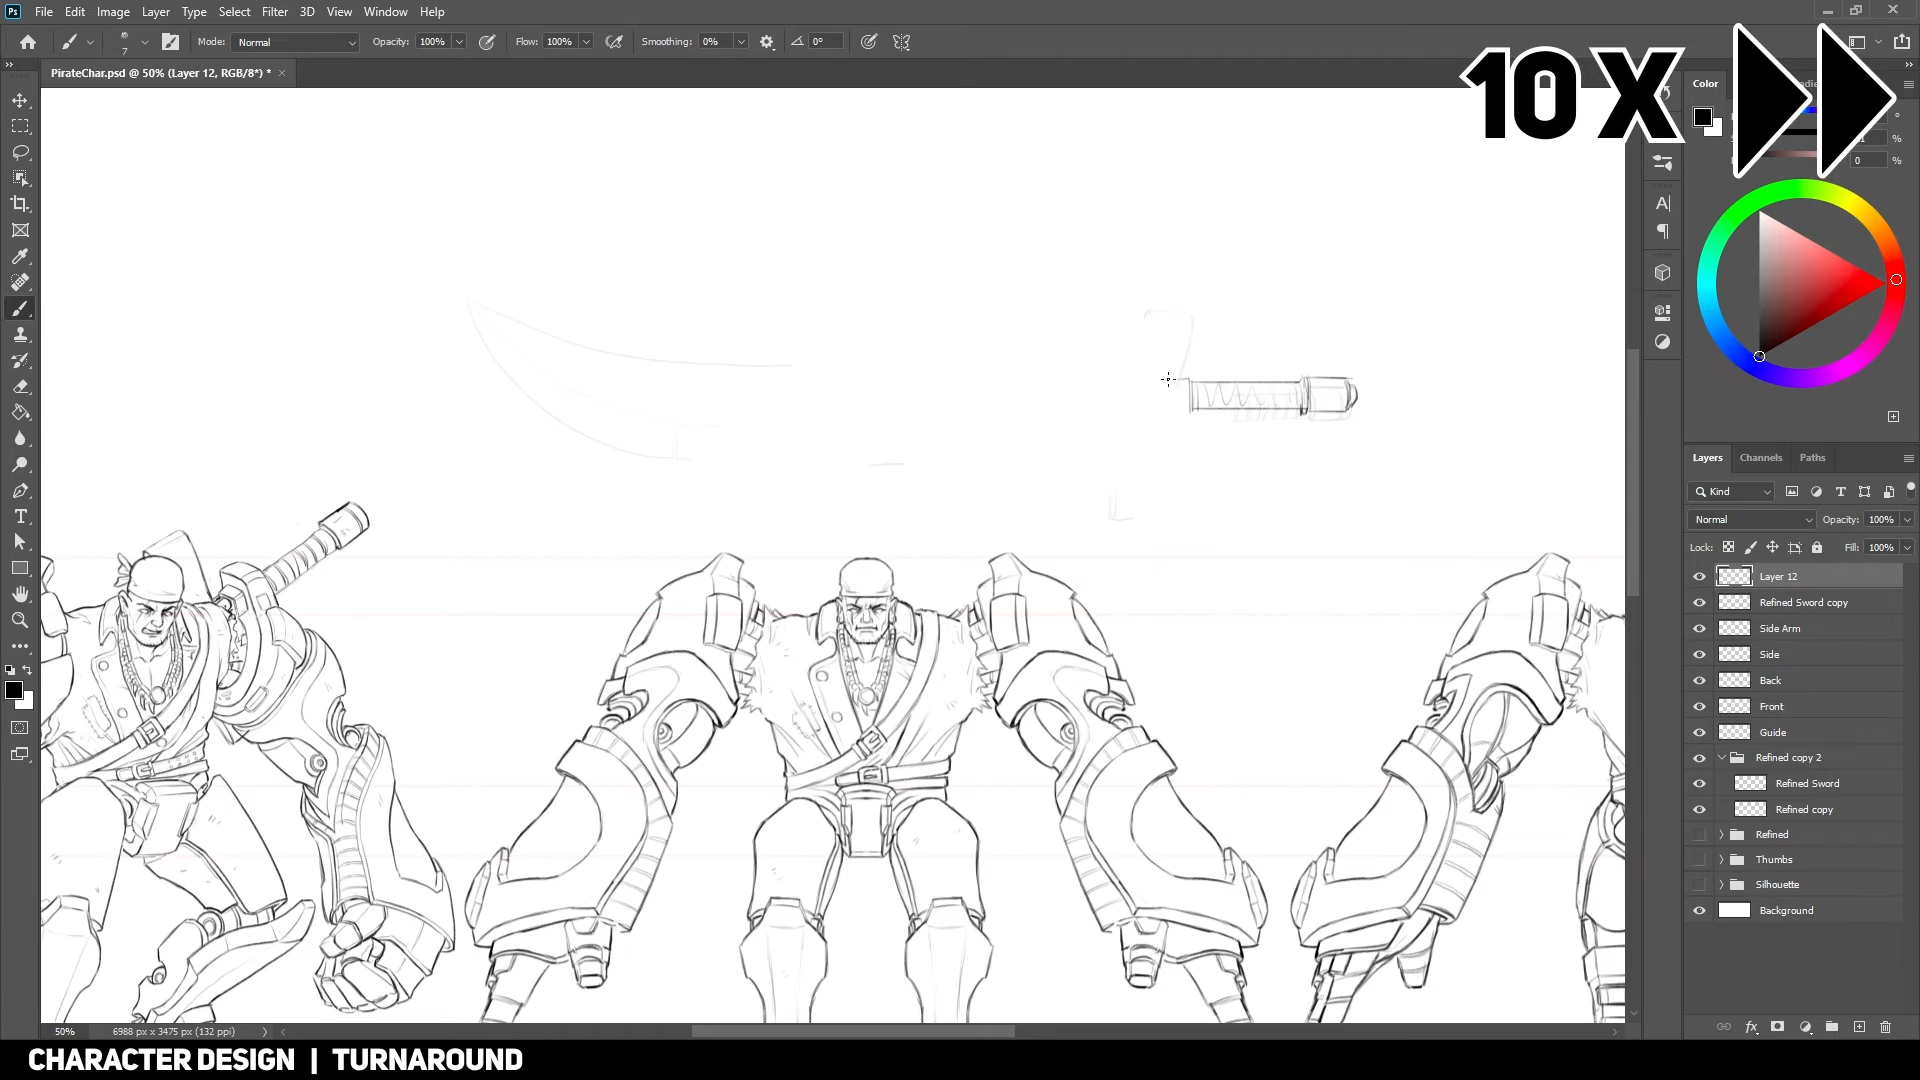 Ps File Edit Image Layer Type Select Filter 3D View Window Help
7 Mode: Normal Opacity: 100% Flow: 100% Smoothing: 0% 0°
PirateChar.psd @ 50% (Layer 12, RGB/8*) *
10X
Color
°
%
0 %
Layers Channels Paths
Kind
Normal Opacity: 100%
Lock: Fill: 100%
Layer 12
Refined Sword copy
Side Arm
Side
Back
Front
Guide
Refined copy 2
Refined Sword
Refined copy
Refined
Thumbs
Silhouette
Background
50% 6988 px x 3475 px (132 ppi)
CHARACTER DESIGN | TURNAROUND